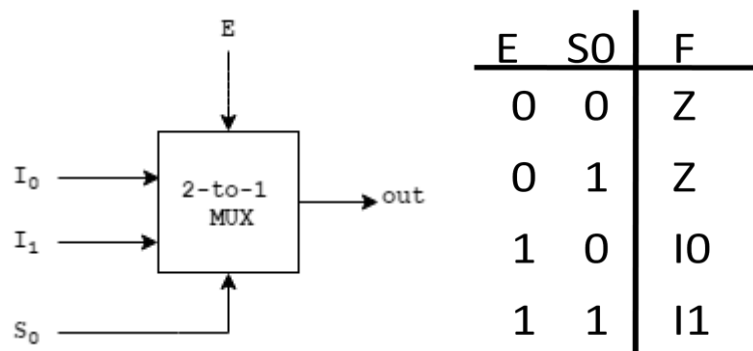 E
I₀
I₁
S₀
2-to-1
MUX
out
E S0 F
0 0 Z
0 1 Z
1 0 I0
1 1 I1